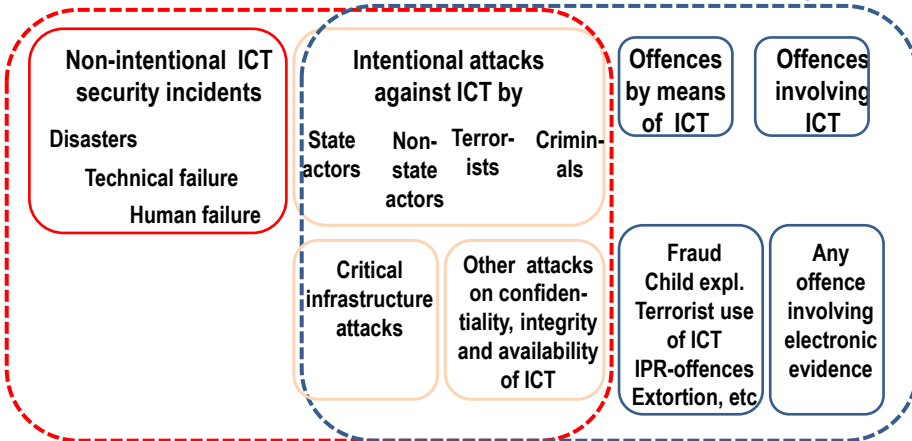 Non-intentional ICT
security incidents
Disasters
Technical failure
Human failure
Intentional attacks
against ICT by
State
actors
Non-
state
actors
Terror-
ists
Crimin-
als
Offences
by means
of ICT
Offences
involving
ICT
Critical
infrastructure
attacks
Other attacks
on confiden-
tiality, integrity
and availability
of ICT
Fraud
Child expl.
Terrorist use
of ICT
IPR-offences
Extortion, etc
Any
offence
involving
electronic
evidence